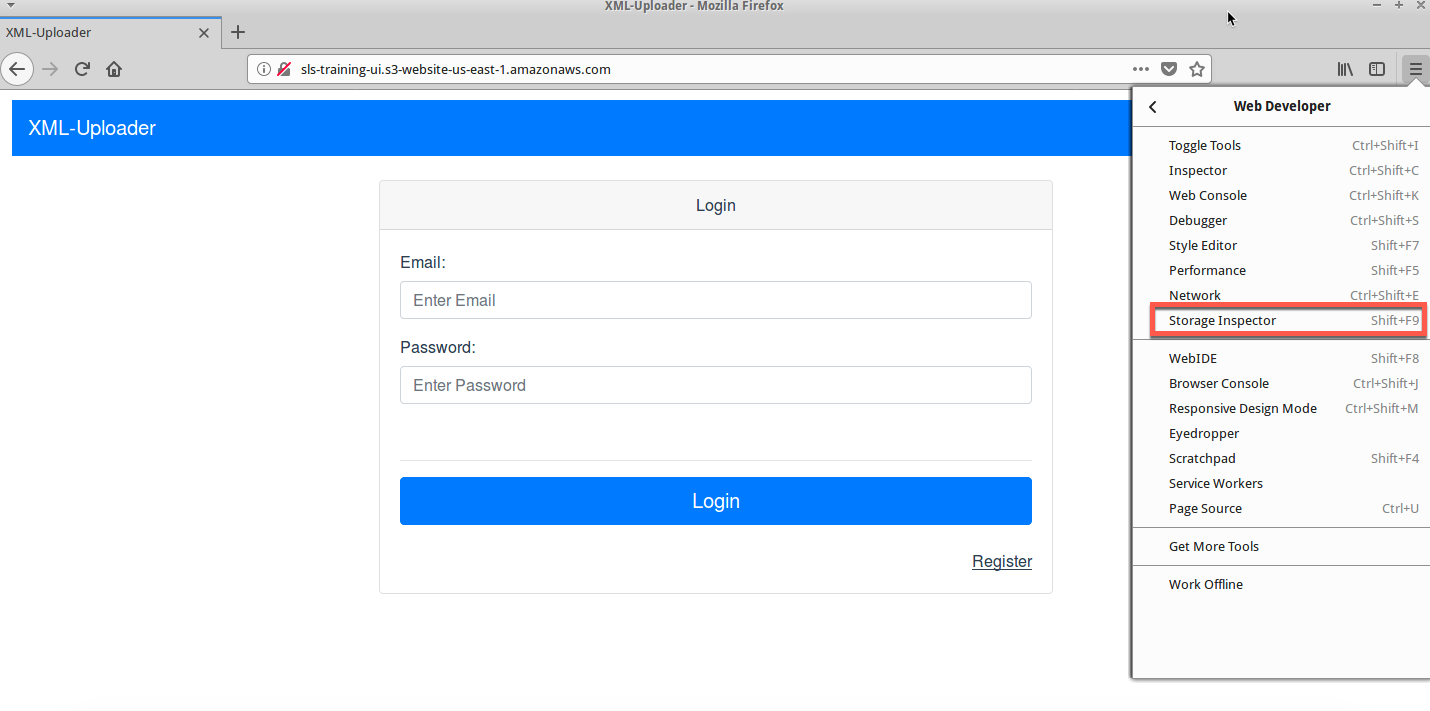 XML-Uploader - Mozilla Firefox
XML-Uploader
sls-training-ui.s3-website-us-east-1.amazonaws.com
XML-Uploader
Login
Email:
Enter Email
Password:
Enter Password
Login
Register
Web Developer
Toggle Tools Ctrl+Shift+I
Inspector Ctrl+Shift+C
Web Console Ctrl+Shift+K
Debugger Ctrl+Shift+S
Style Editor Shift+F7
Performance Shift+F5
Network Ctrl+Shift+E
Storage Inspector Shift+F9
WebIDE Shift+F8
Browser Console Ctrl+Shift+J
Responsive Design Mode Ctrl+Shift+M
Eyedropper
Scratchpad Shift+F4
Service Workers
Page Source Ctrl+U
Get More Tools
Work Offline